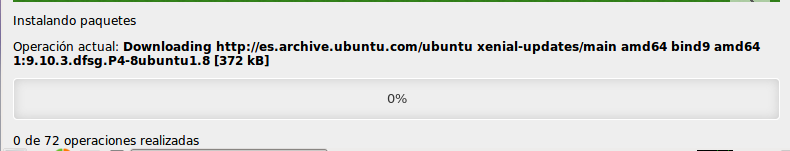 Instalando paquetes
Operación actual: Downloading http://es.archive.ubuntu.com/ubuntu xenial-updates/main amd64 bind9 amd64
1:9.10.3.dfsg.P4-8ubuntu1.8 [372 kB]
0%
0 de 72 operaciones realizadas